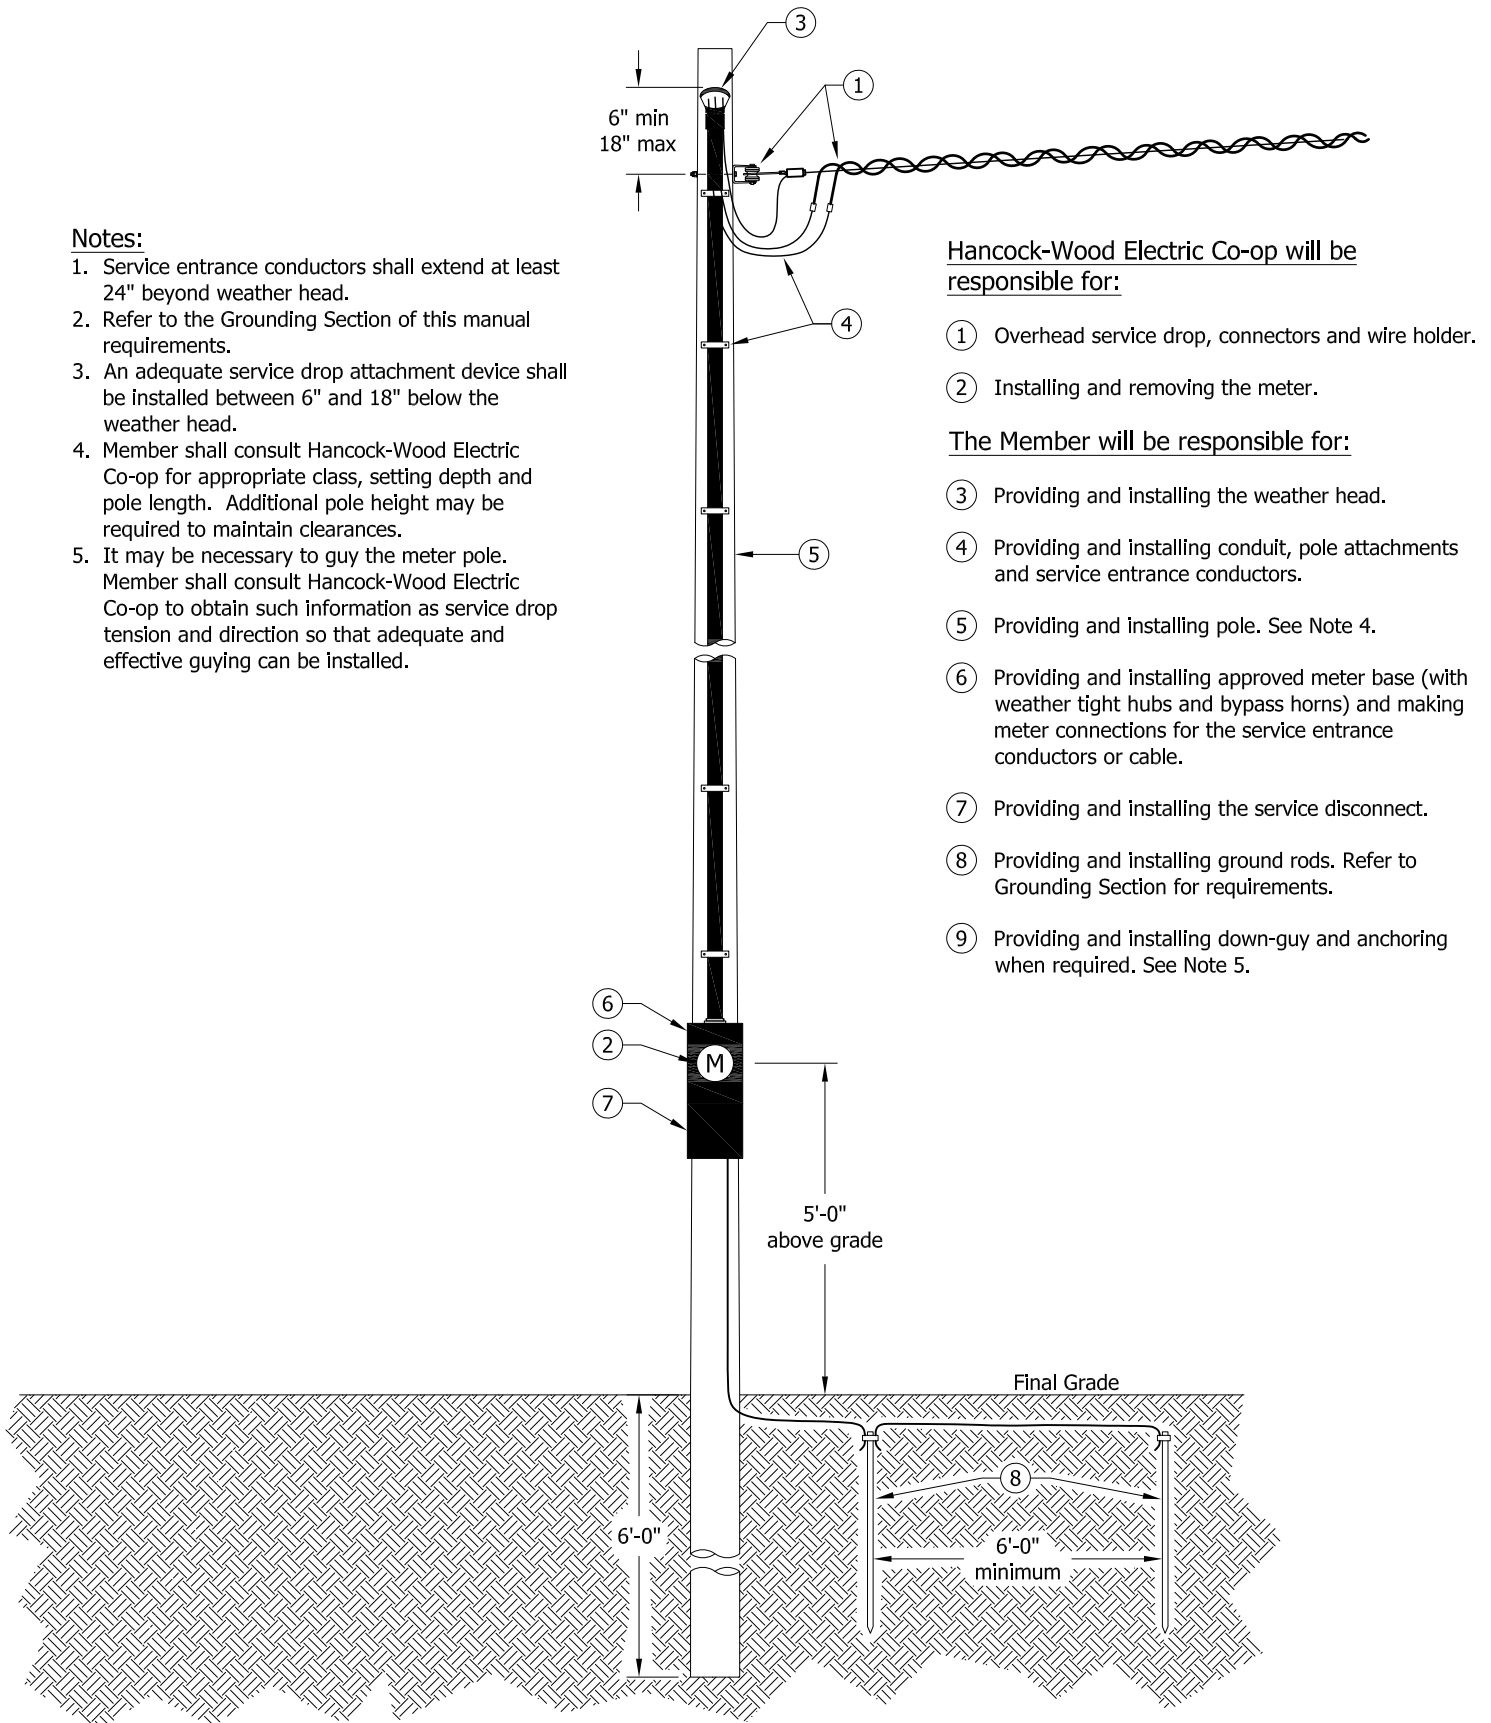 3
1
6" min
18" max
Notes:
1. Service entrance conductors shall extend at least
24" beyond weather head.
2. Refer to the Grounding Section of this manual
requirements.
3. An adequate service drop attachment device shall
be installed between 6" and 18" below the
weather head.
4. Member shall consult Hancock-Wood Electric
Co-op for appropriate class, setting depth and
pole length. Additional pole height may be
required to maintain clearances.
5. It may be necessary to guy the meter pole.
Member shall consult Hancock-Wood Electric
Co-op to obtain such information as service drop
tension and direction so that adequate and
effective guying can be installed.
4
5
Hancock-Wood Electric Co-op will be
responsible for:
1 Overhead service drop, connectors and wire holder.
2 Installing and removing the meter.
The Member will be responsible for:
3 Providing and installing the weather head.
4 Providing and installing conduit, pole attachments
and service entrance conductors.
5 Providing and installing pole. See Note 4.
6 Providing and installing approved meter base (with
weather tight hubs and bypass horns) and making
meter connections for the service entrance
conductors or cable.
7 Providing and installing the service disconnect.
8 Providing and installing ground rods. Refer to
Grounding Section for requirements.
9 Providing and installing down-guy and anchoring
when required. See Note 5.
6
2
M
7
5'-0"
above grade
Final Grade
8
6'-0"
6'-0"
minimum